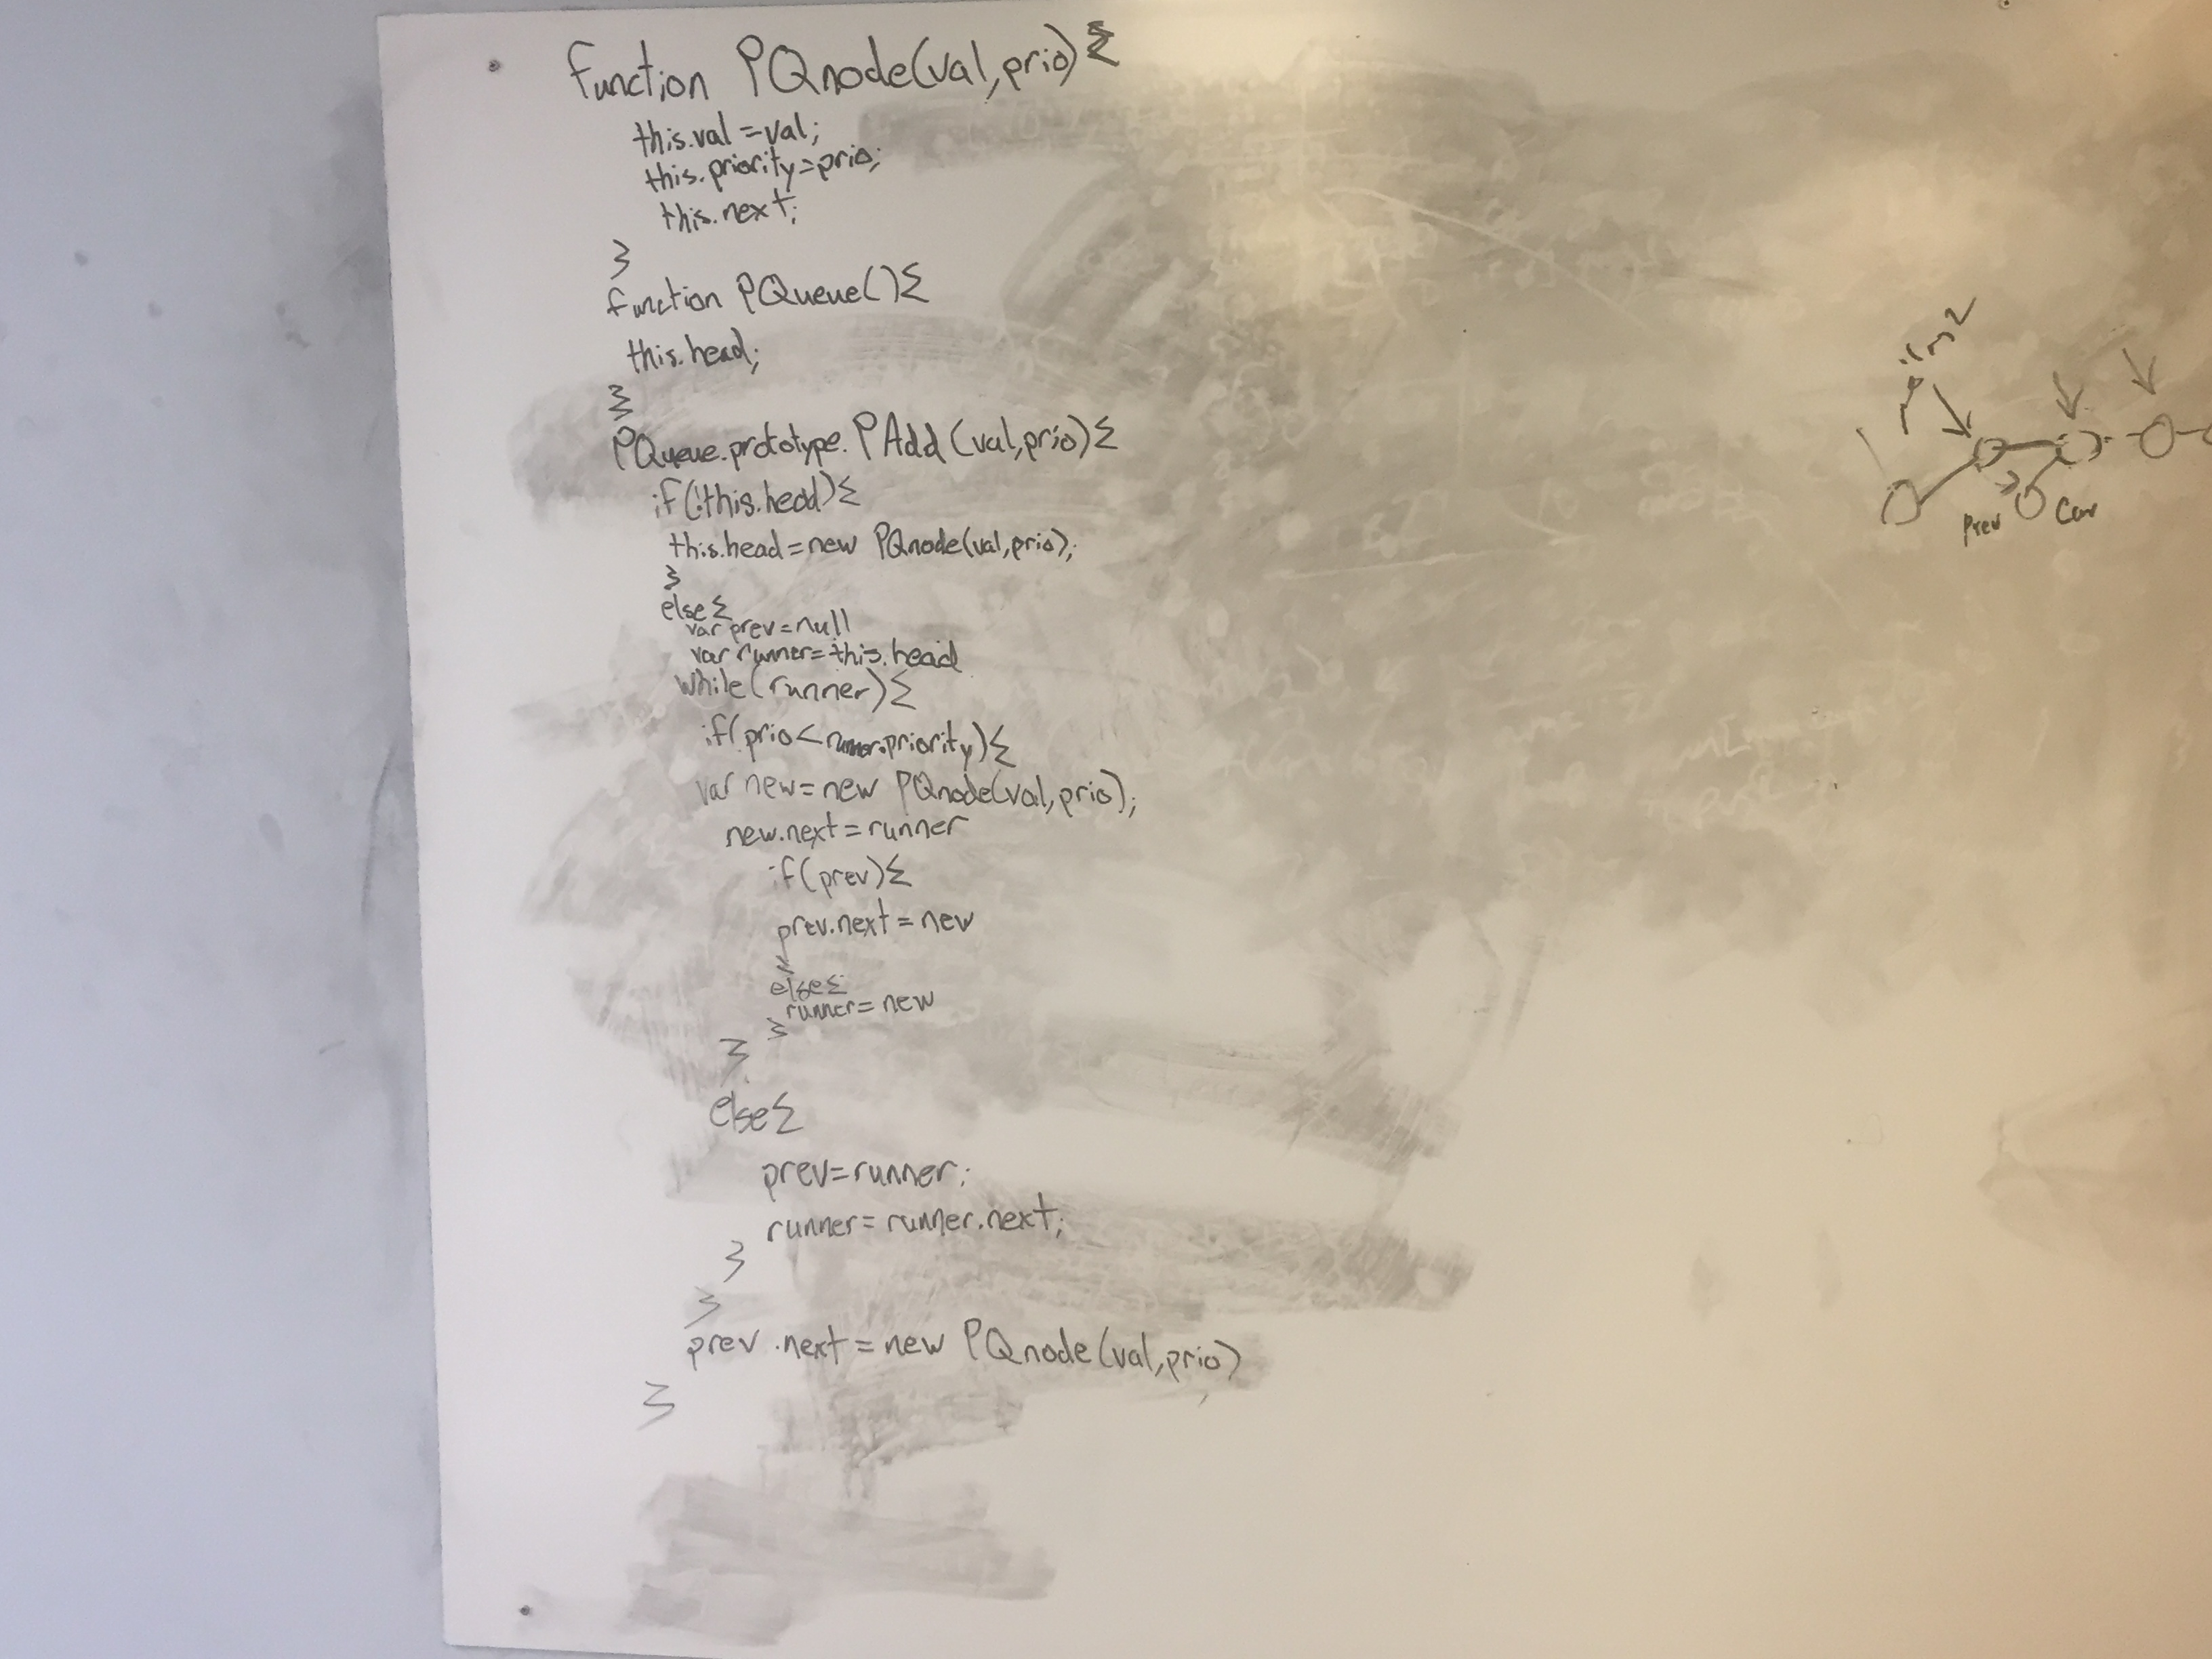 function PQnode(val,prio){
this.val=val;
this.priority=prio;
this.next;
}
function PQueue(){
this.head;
}
PQueue.prototype.PAdd(val,prio){
if(!this.head){
this.head=new PQnode(val,prio);
}
else{
var prev=null
var runner=this.head
while(runner){
if(prio<runner.priority){
var new=new PQnode(val,prio);
new.next=runner
if(prev){
prev.next=new
}
else{
runner=new
}
}
else{
prev=runner;
runner=runner.next;
}
}
prev.next=new PQnode(val,prio)
}
Prev